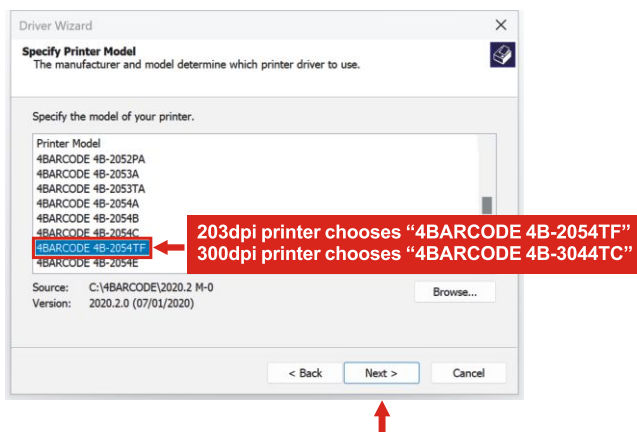 Driver Wizard
Specify Printer Model
The manufacturer and model determine which printer driver to use.
Specify the model of your printer.
Printer Model
4BARCODE 4B-2052PA
4BARCODE 4B-2053A
4BARCODE 4B-2053TA
4BARCODE 4B-2054A
4BARCODE 4B-2054B
4BARCODE 4B-2054C
4BARCODE 4B-2054TF
4BARCODE 4B-2054E
203dpi printer chooses “4BARCODE 4B-2054TF”
300dpi printer chooses “4BARCODE 4B-3044TC”
Source: C:\4BARCODE\2020.2 M-0
Browse...
Version: 2020.2.0 (07/01/2020)
< Back Next > Cancel